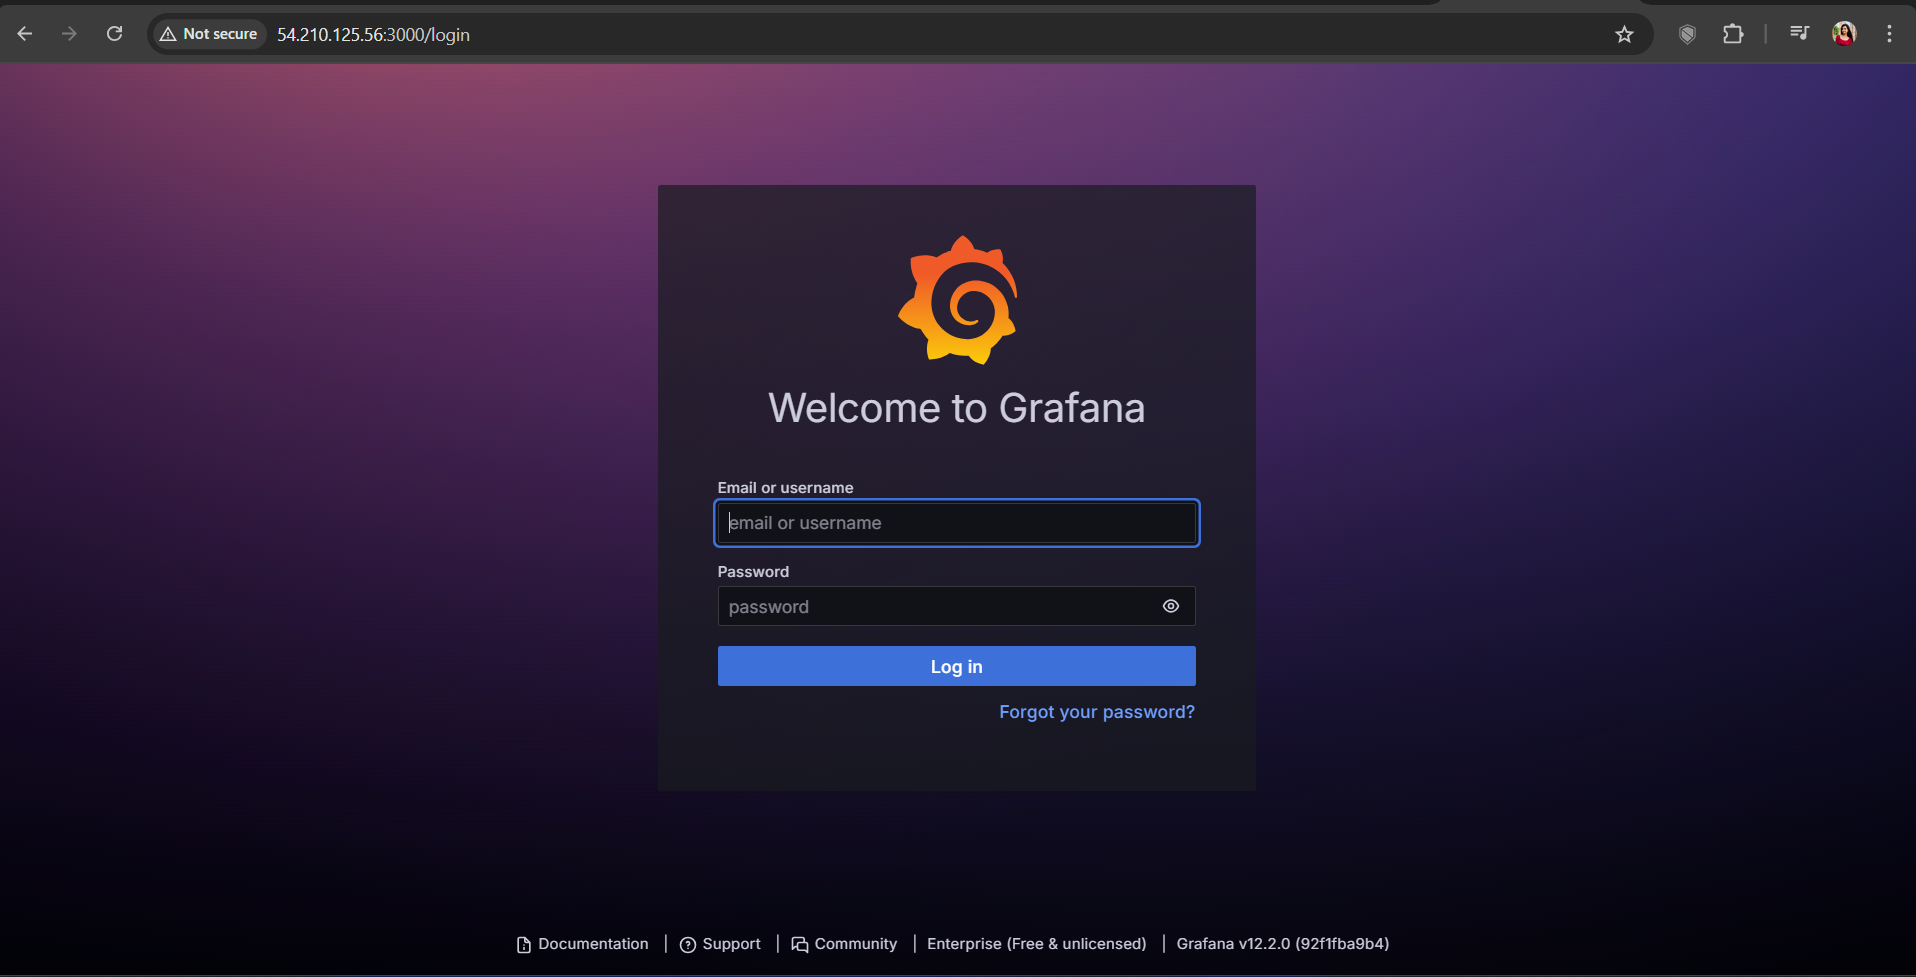 Not secure 54.210.125.56:3000/login
Welcome to Grafana
Email or username
email or username
Password
password
Log in
Forgot your password?
Documentation | Support | Community | Enterprise (Free & unlicensed) | Grafana v12.2.0 (92f1fba9b4)